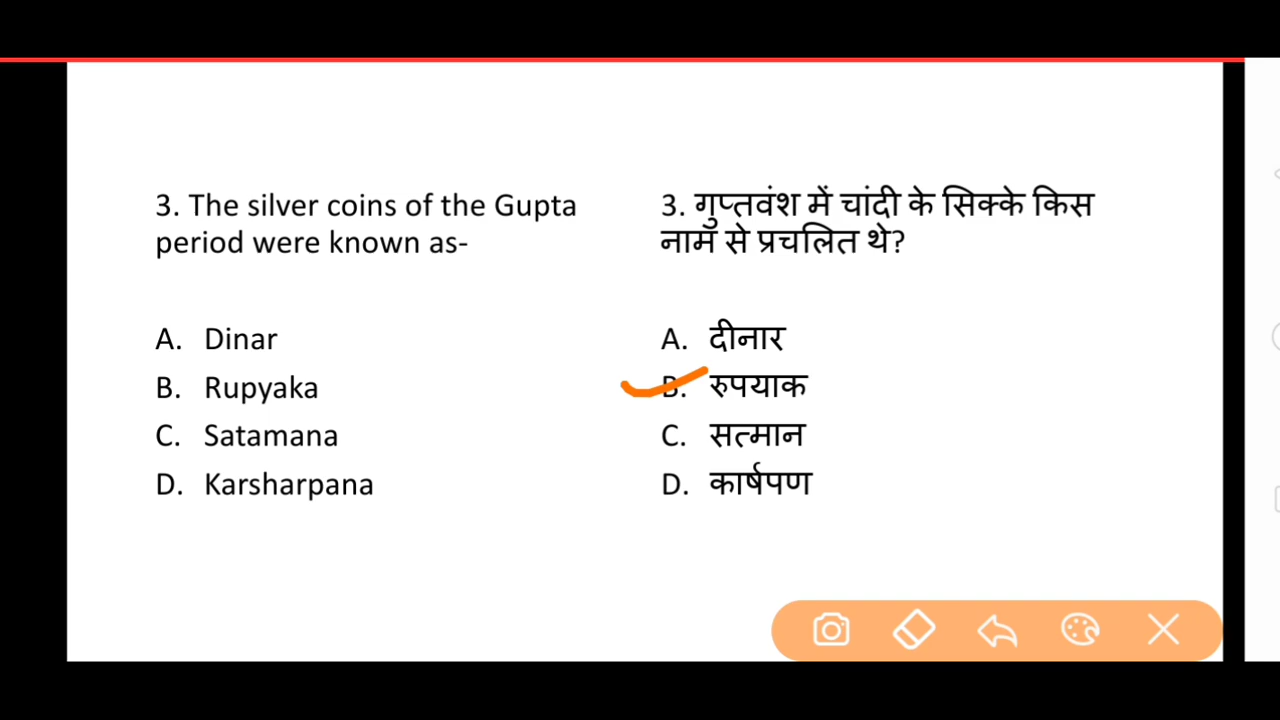 3. The silver coins of the Gupta
period were known as-
A. Dinar
B. Rupyaka
C. Satamana
D. Karsharpana
3. गुप्तवंश में चांदी के सिक्के किस
नाम से प्रचलित थे?
A. दीनार
B. रुपयाक
C. सत्मान
D. कार्षपण